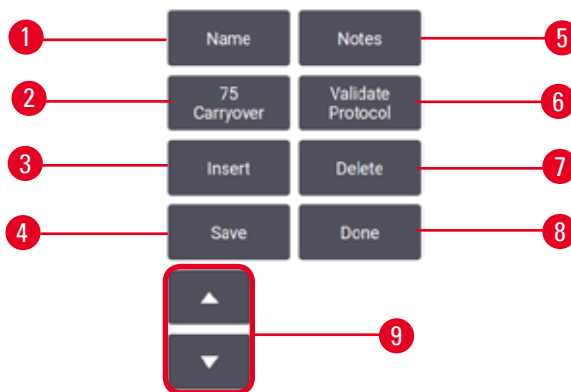 1 Name Notes 5
2 75 Carryover Validate Protocol 6
3 Insert Delete 7
4 Save Done 8
9